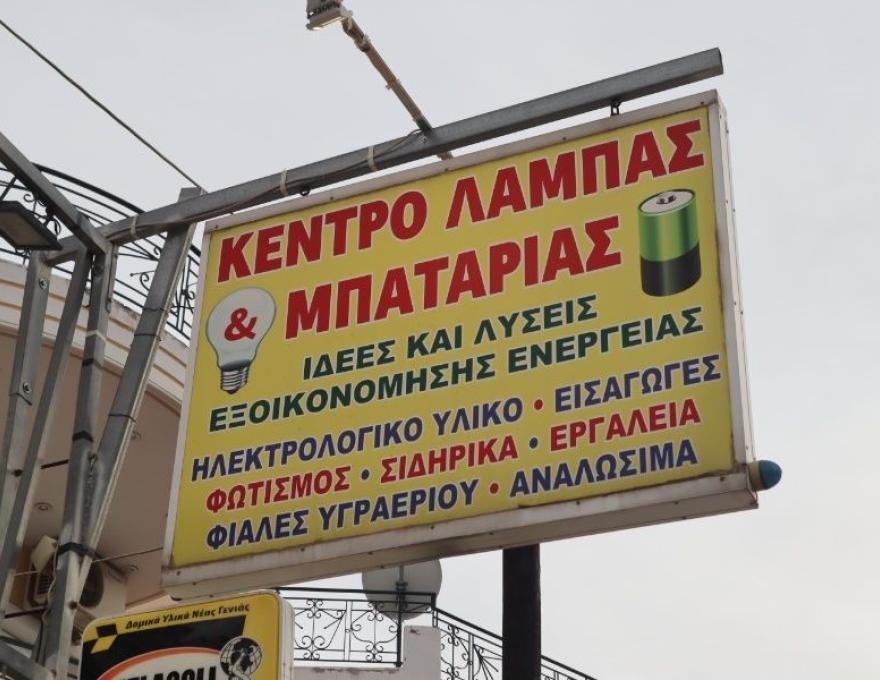 ΚΕΝΤΡΟ ΛΑΜΠΑΣ
& ΜΠΑΤΑΡΙΑΣ
ΙΔΕΕΣ ΚΑΙ ΛΥΣΕΙΣ
ΕΞΟΙΚΟΝΟΜΗΣΗΣ ΕΝΕΡΓΕΙΑΣ
ΗΛΕΚΤΡΟΛΟΓΙΚΟ ΥΛΙΚΟ • ΕΙΣΑΓΩΓΕΣ
ΦΩΤΙΣΜΟΣ • ΣΙΔΗΡΙΚΑ • ΕΡΓΑΛΕΙΑ
ΦΙΑΛΕΣ ΥΓΡΑΕΡΙΟΥ • ΑΝΑΛΩΣΙΜΑ
Δομικά Υλικά Νέας Γενιάς